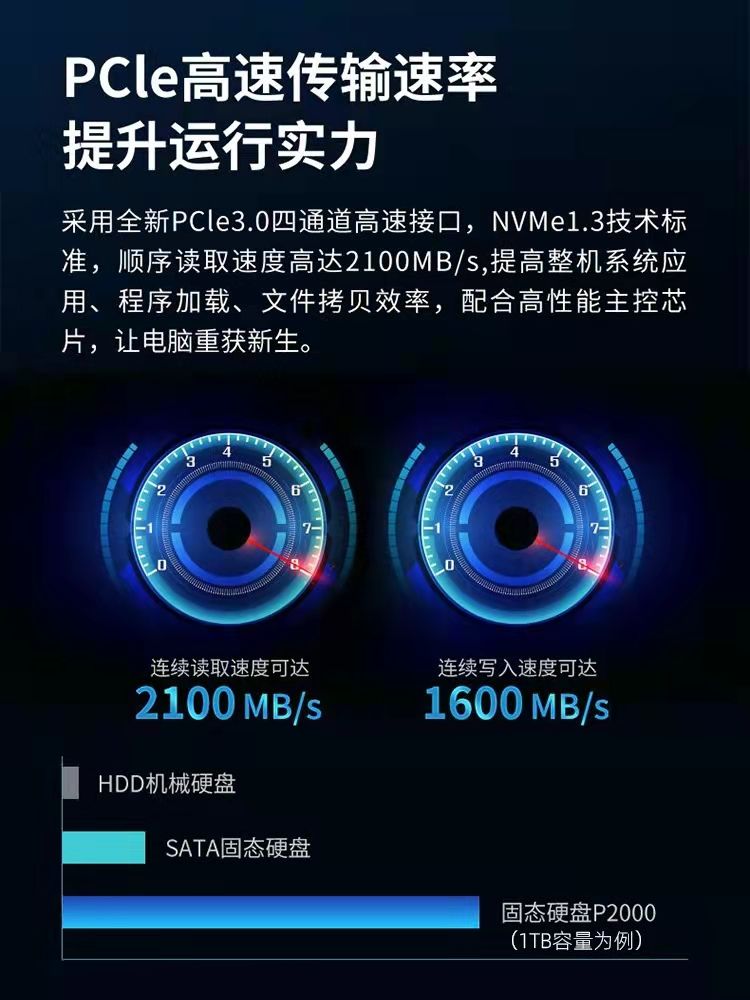 PCle高速传输速率
提升运行实力
采用全新PCle3.0四通道高速接口，NVMe1.3技术标
准，顺序读取速度高达2100MB/s,提高整机系统应
用、程序加载、文件拷贝效率，配合高性能主控芯
片，让电脑重获新生。
0 1 2 3 4 5 6 7 8
0 1 2 3 4 5 6 7 8
连续读取速度可达
2100 MB/s
连续写入速度可达
1600 MB/s
HDD机械硬盘
SATA固态硬盘
固态硬盘P2000
（1TB容量为例）